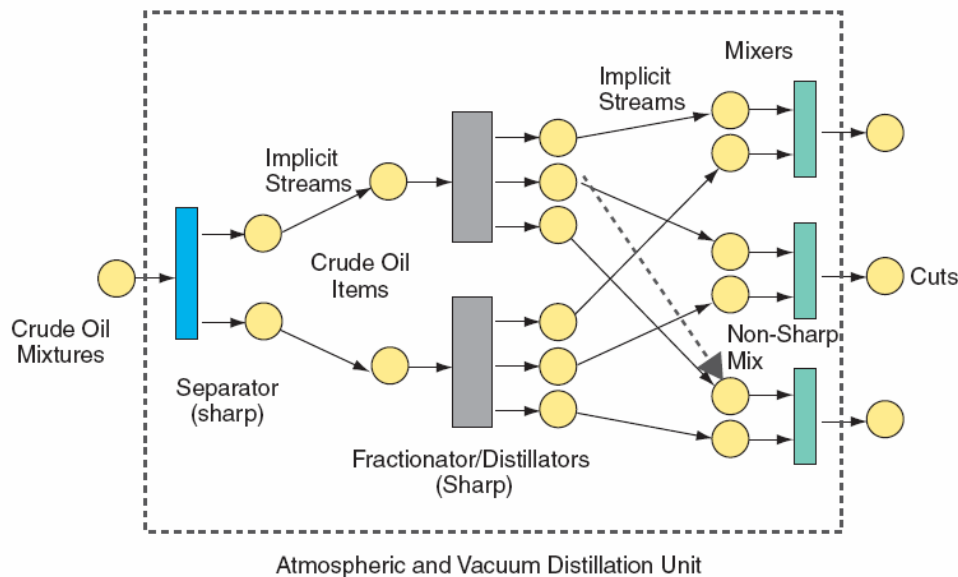 Mixers
Implicit
Streams
Implicit
Streams
Crude Oil
Items
Cuts
Crude Oil
Mixtures
Non-Sharp
Mix
Separator
(sharp)
Fractionator/Distillators
(Sharp)
Atmospheric and Vacuum Distillation Unit